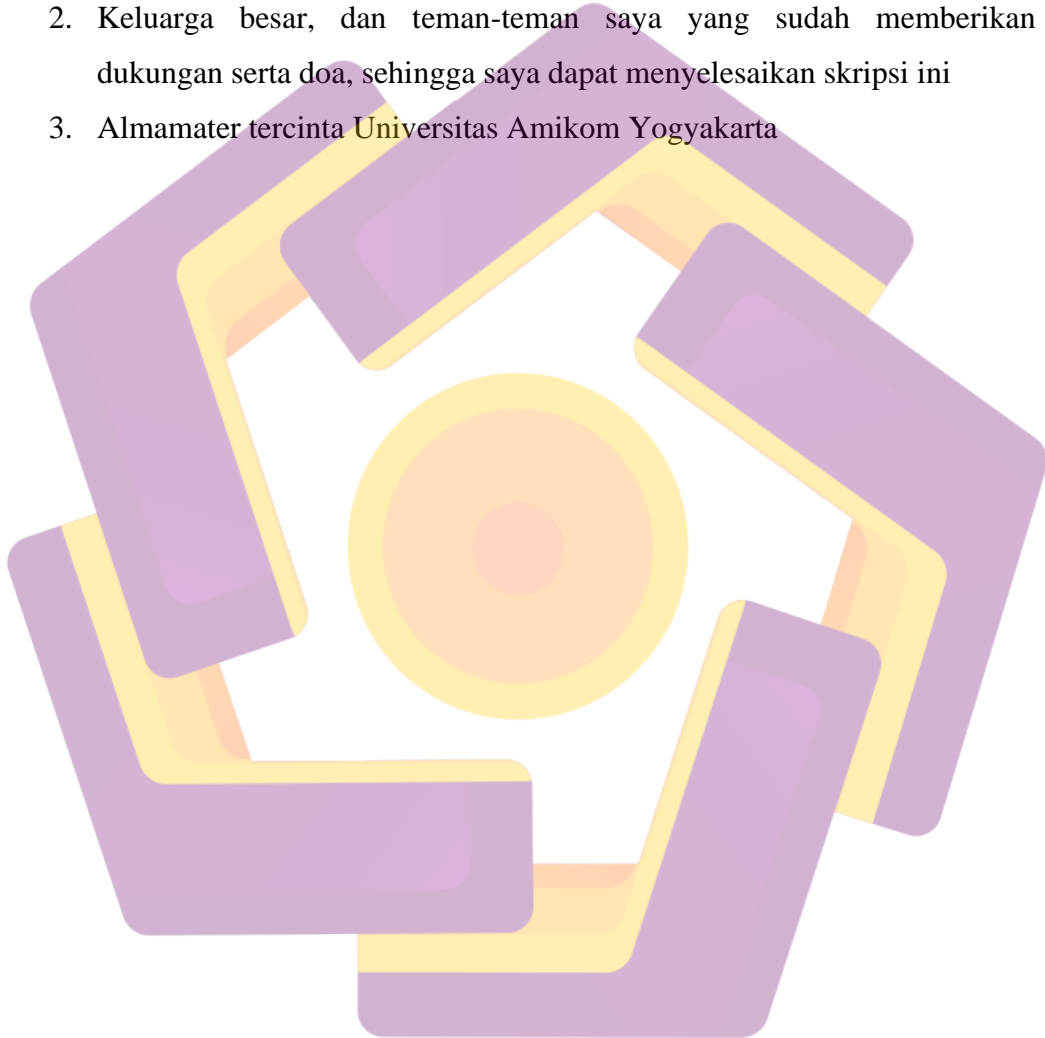 2. Keluarga besar, dan teman-teman saya yang sudah memberikan
dukungan serta doa, sehingga saya dapat menyelesaikan skripsi ini
3. Almamater tercinta Universitas Amikom Yogyakarta